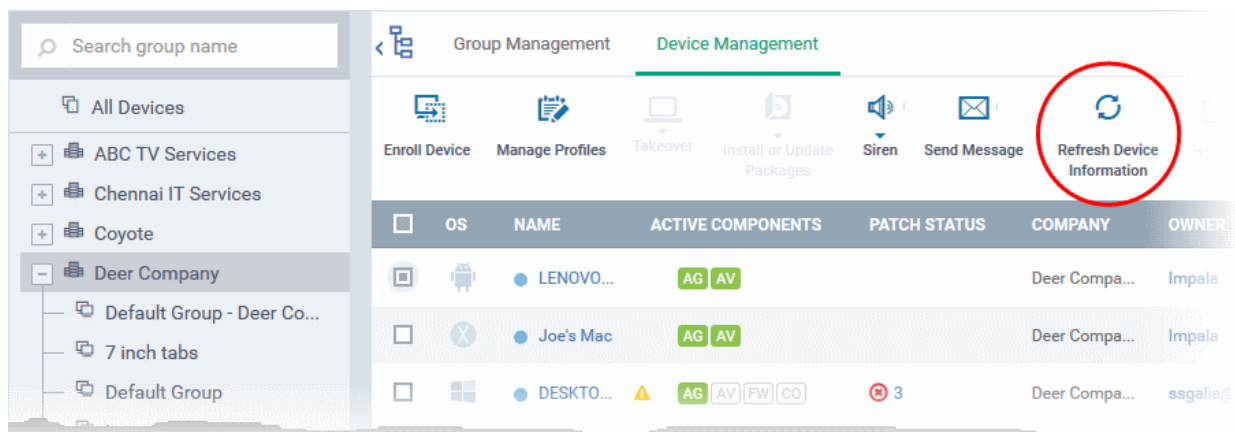 Search group name
Group Management Device Management
All Devices
ABC TV Services
Chennai IT Services
Coyote
Deer Company
Default Group - Deer Co...
7 inch tabs
Default Group
Enroll Device Manage Profiles Takeover Install or Update Packages Siren Send Message Refresh Device Information
OS NAME ACTIVE COMPONENTS PATCH STATUS COMPANY OWNER
LENOVO... AG AV Deer Compa... Impala
Joe's Mac AG AV Deer Compa... Impala
DESKTO... AG AV FW CO 3 Deer Compa... ssgalia@